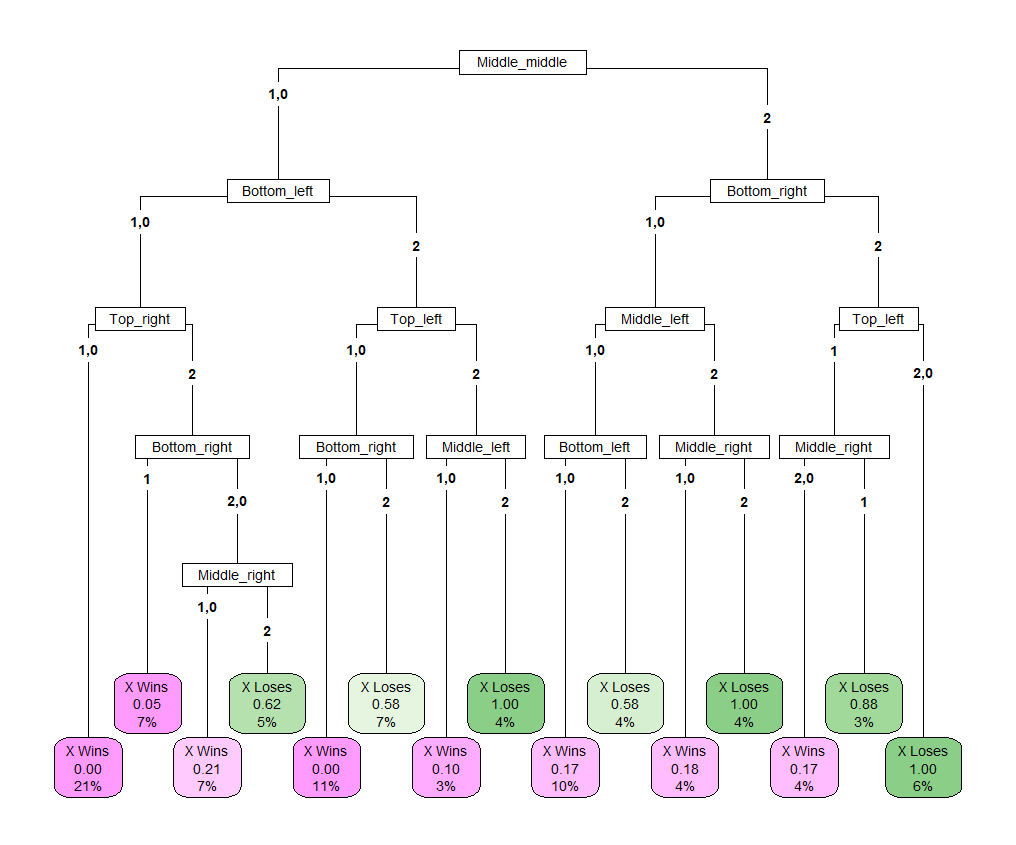 Middle_middle
1,0
2
Bottom_left
Bottom_right
1,0
2
1,0
2
Top_right
Top_left
Middle_left
Top_left
1,0
2
1,0
2
1,0
2
1
2,0
Bottom_right
Bottom_right
Middle_left
Bottom_left
Middle_right
Middle_right
1
2,0
1,0
2
1,0
2
1,0
2
1,0
2
2,0
1
Middle_right
1,0
2
X Wins
0.05
7%
X Loses
0.62
5%
X Loses
0.58
7%
X Loses
1.00
4%
X Loses
0.58
4%
X Loses
1.00
4%
X Loses
0.88
3%
X Wins
0.00
21%
X Wins
0.21
7%
X Wins
0.00
11%
X Wins
0.10
3%
X Wins
0.17
10%
X Wins
0.18
4%
X Wins
0.17
4%
X Loses
1.00
6%